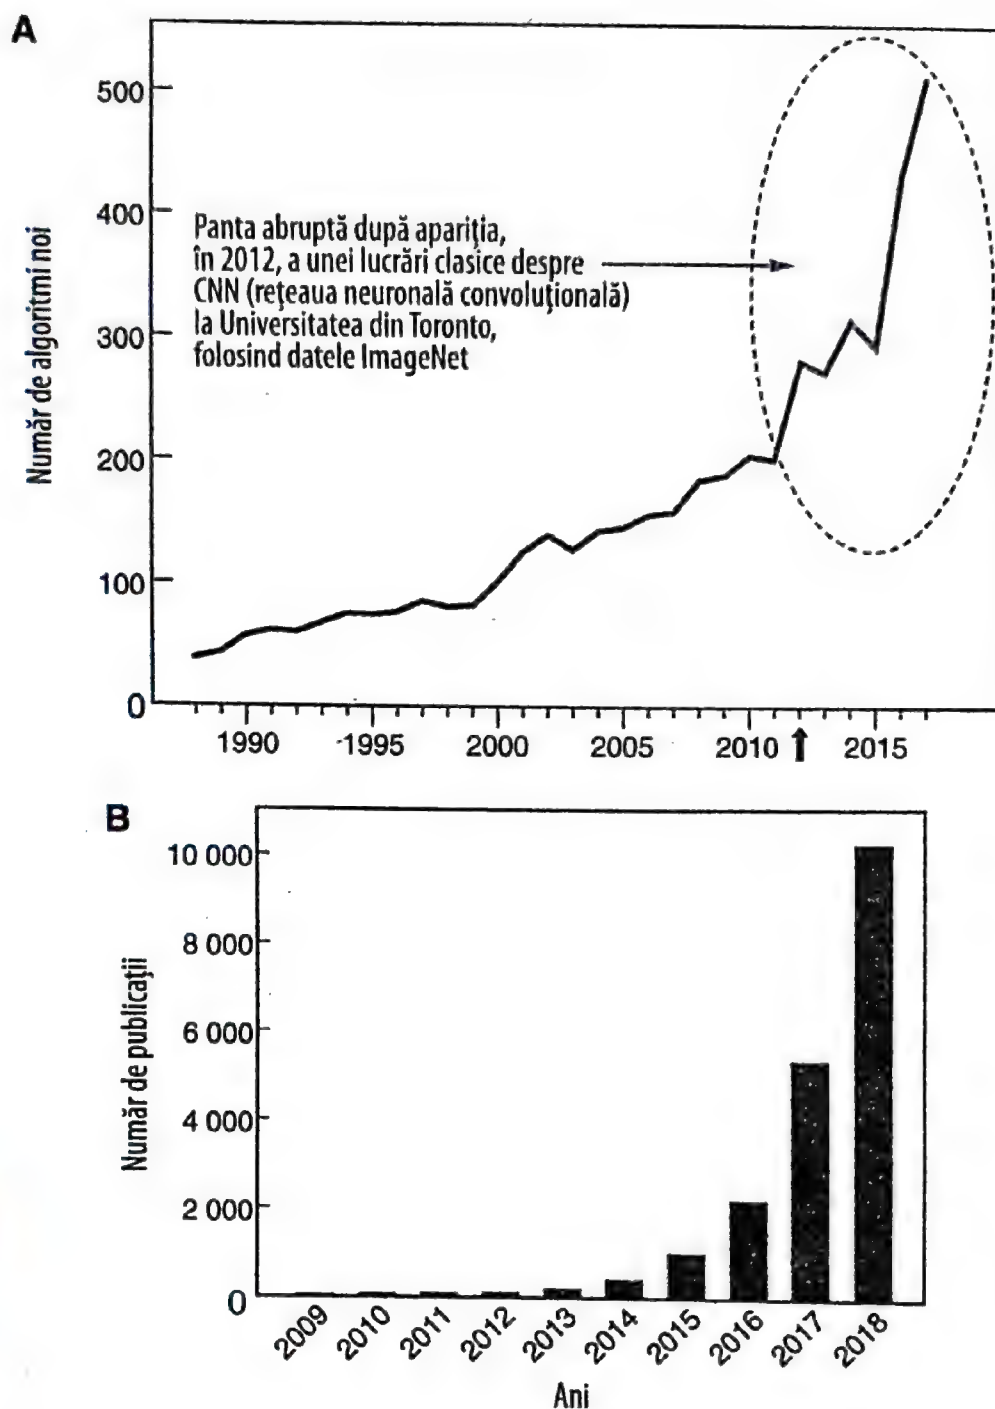 A
Număr de algoritmi noi
500
400
300
200
100
0
Panta abruptă după apariția,
în 2012, a unei lucrări clasice despre
CNN (rețeaua neuronală convoluțională)
la Universitatea din Toronto,
folosind datele ImageNet
1990 1995 2000 2005 2010 2015
B
Număr de publicații
10 000
8 000
6 000
4 000
2 000
0
2009 2010 2011 2012 2013 2014 2015 2016 2017 2018
Ani